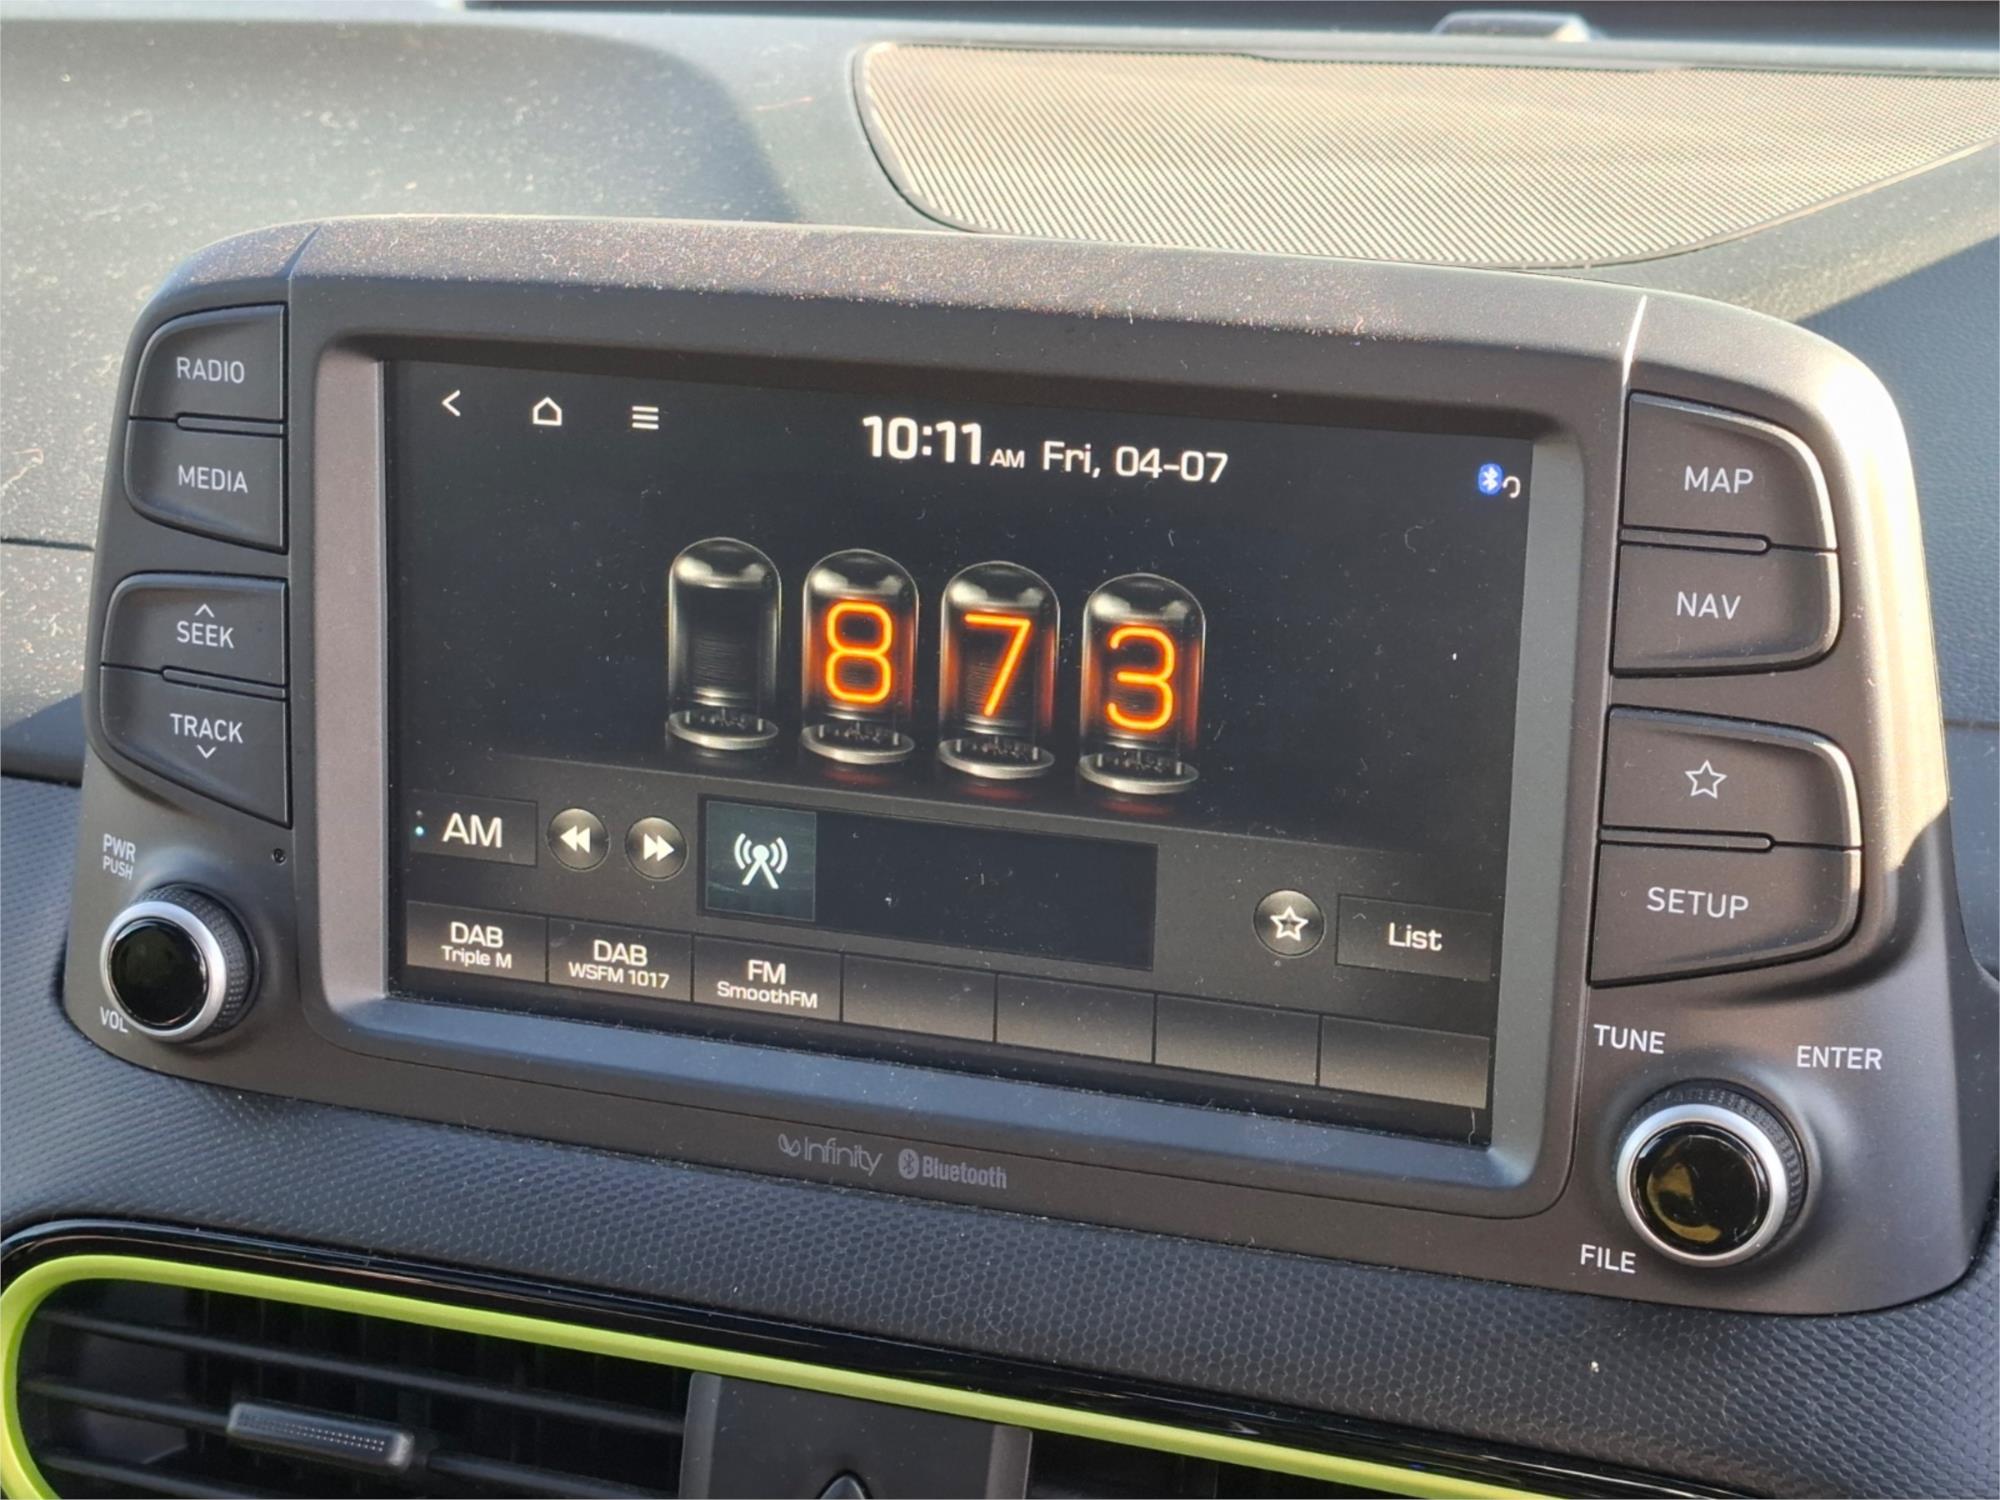 RADIO
MEDIA
SEEK
TRACK
PWR
PUSH
VOL
10:11 AM Fri, 04-07
873
AM
List
DAB
Triple M
DAB
WSFM 1017
FM
SmoothFM
MAP
NAV
SETUP
TUNE
ENTER
FILE
Infinity Bluetooth